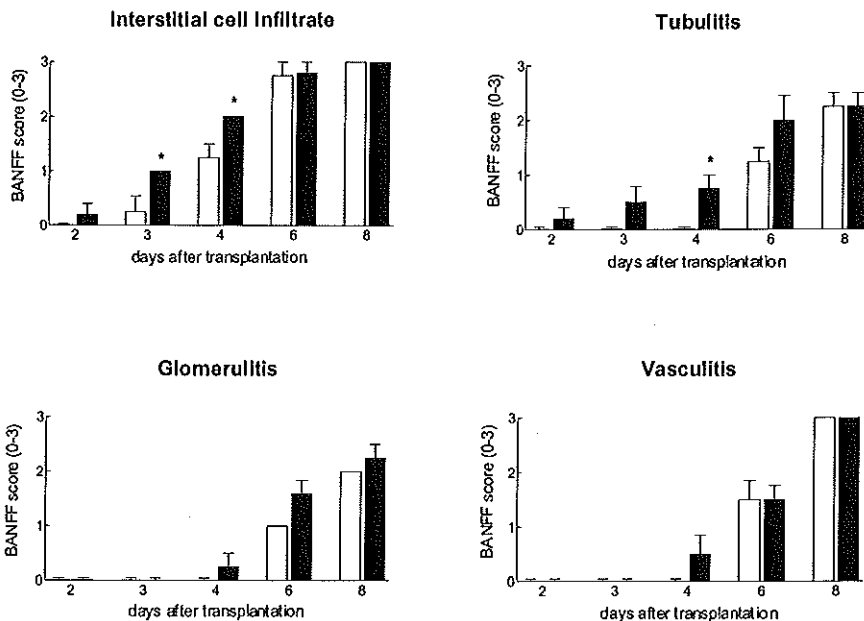 Interstitial cell Infiltrate
BANFF score (0-3)
3
2
1
0
*
*
2 3 4 6 8
days after transplantation
Tubulitis
BANFF score (0-3)
3
2
1
0
*
2 3 4 6 8
days after transplantation
Glomerulitis
BANFF score (0-3)
3
2
1
0
2 3 4 6 8
days after transplantation
Vasculitis
BANFF score (0-3)
3
2
1
0
2 3 4 6 8
days after transplantation